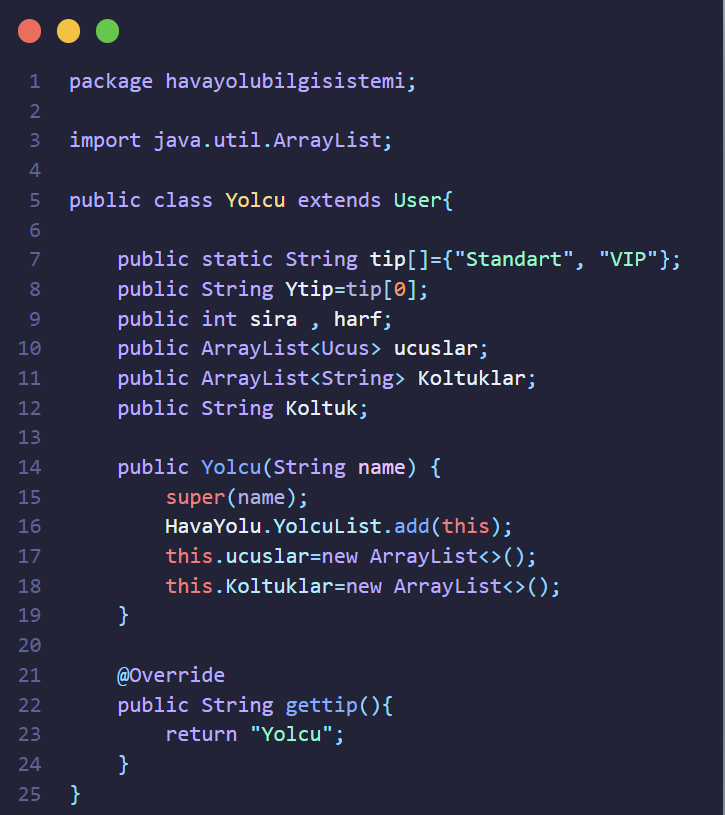 1 package havayolubilgisistemi;
2
3 import java.util.ArrayList;
4
5 public class Yolcu extends User{
6
7     public static String tip[]={"Standart", "VIP"};
8     public String Ytip=tip[0];
9     public int sira , harf;
10     public ArrayList<Ucus> ucuslar;
11     public ArrayList<String> Koltuklar;
12     public String Koltuk;
13
14     public Yolcu(String name) {
15         super(name);
16         HavaYolu.YolcuList.add(this);
17         this.ucuslar=new ArrayList<>();
18         this.Koltuklar=new ArrayList<>();
19     }
20
21     @Override
22     public String gettip(){
23         return "Yolcu";
24     }
25 }